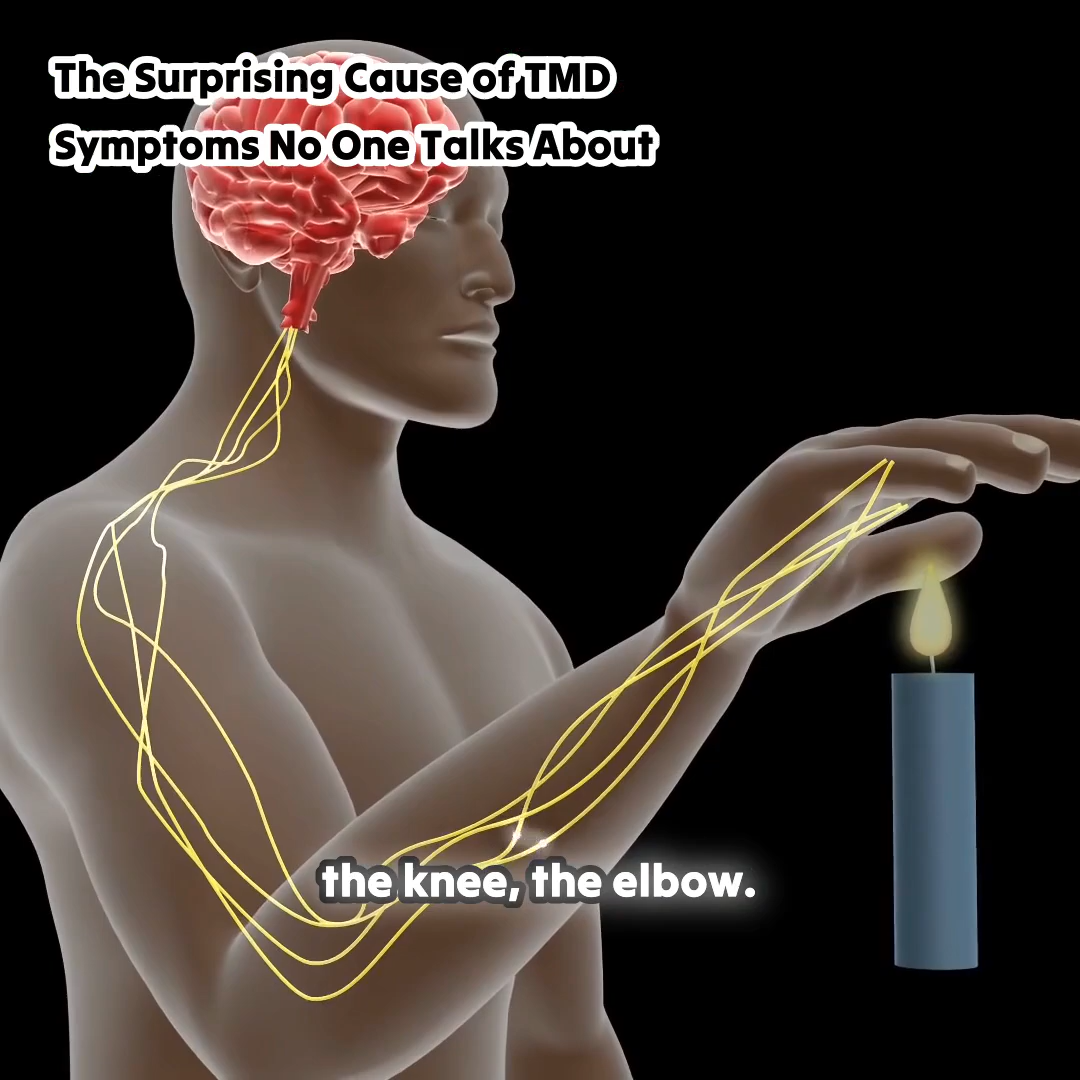 The Surprising Cause of TMD
Symptoms No One Talks About
the knee, the elbow.